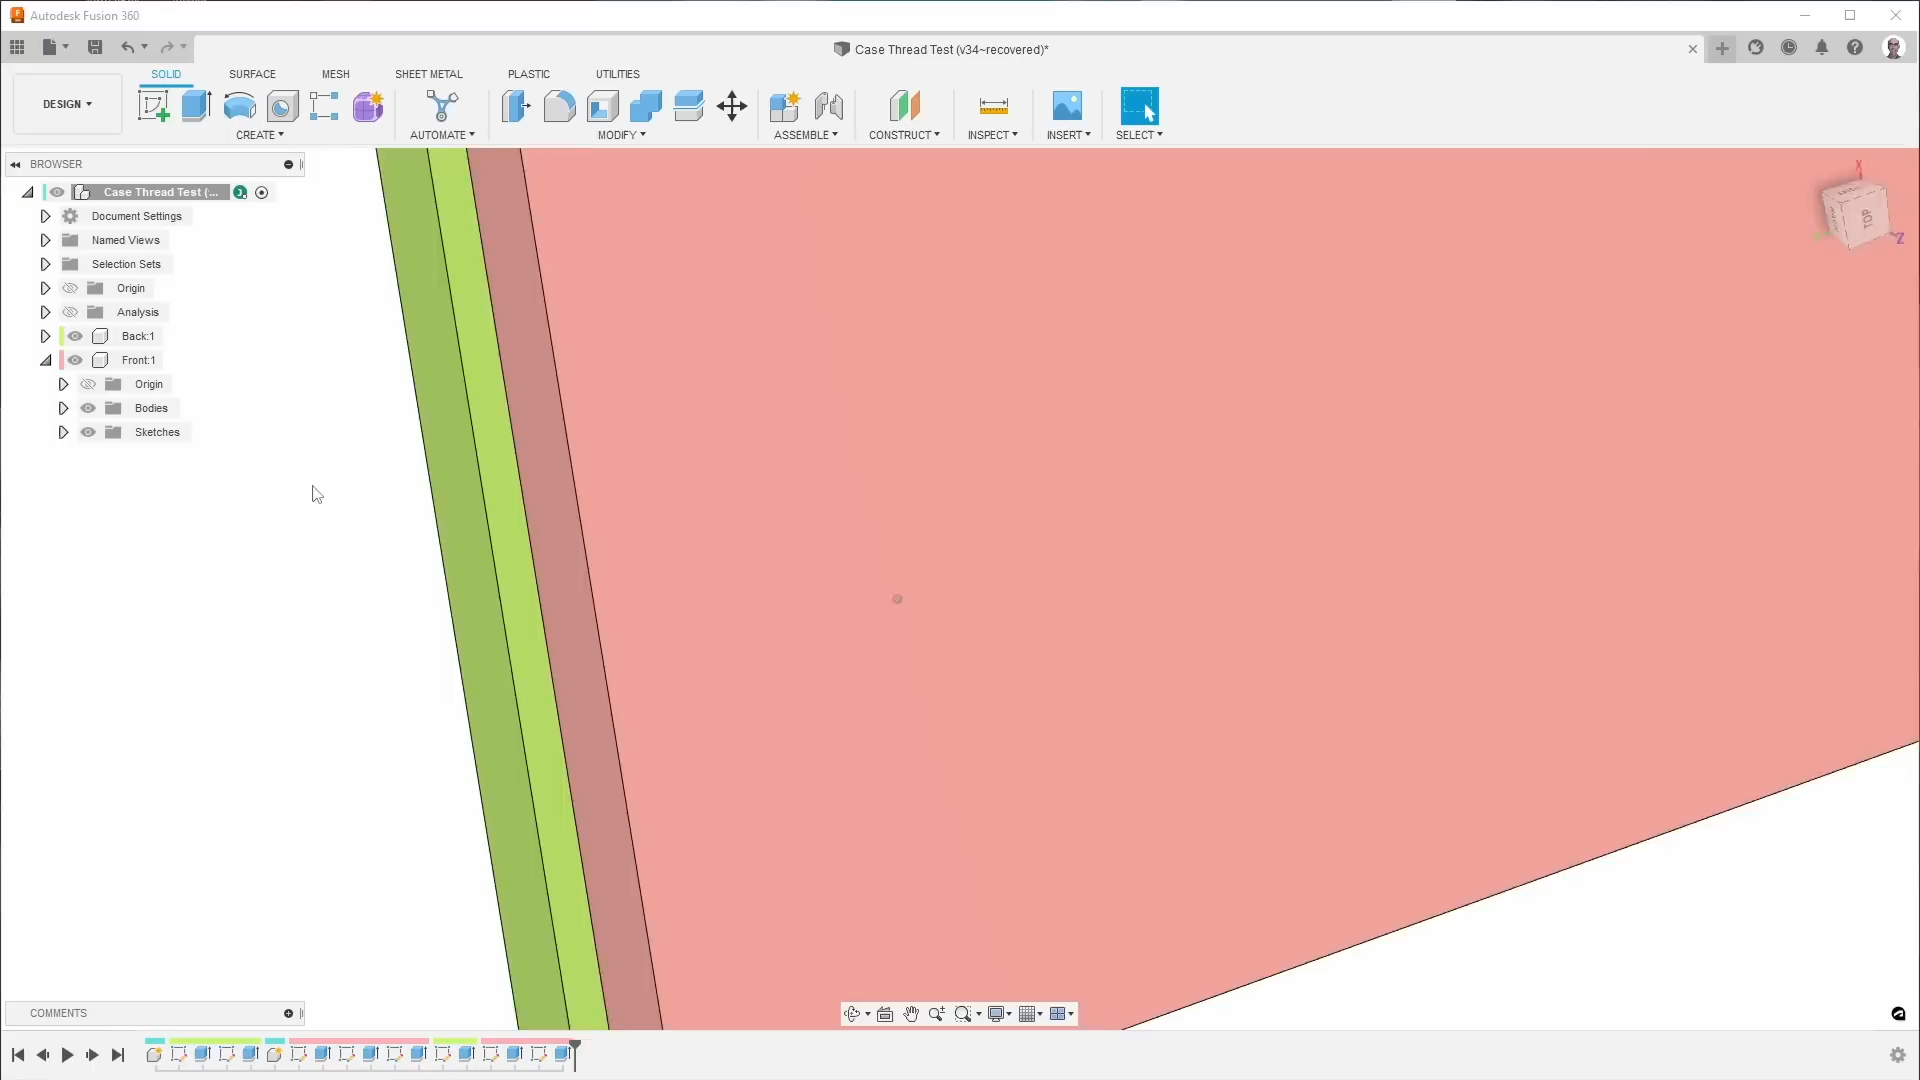 Autodesk Fusion 360
Case Thread Test (v34~recovered)*
SOLID
SURFACE
MESH
SHEET METAL
PLASTIC
UTILITIES
DESIGN
CREATE
AUTOMATE
MODIFY
ASSEMBLE
CONSTRUCT
INSPECT
INSERT
SELECT
BROWSER
Case Thread Test (...
Document Settings
Named Views
Selection Sets
Origin
Analysis
Back:1
Front:1
Origin
Bodies
Sketches
X
TOP
Z
COMMENTS